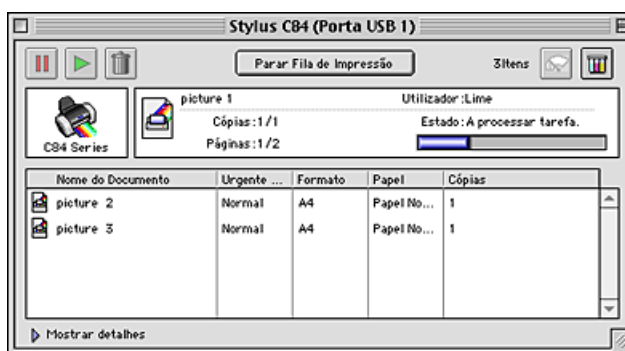 Stylus C84 (Porta USB 1)
Parar Fila de Impressão
3Itens
C84 Series
picture 1
Utilizador :Lime
Cópias :1/1
Estado :A processar tarefa.
Páginas :1/2
Nome do Documento Urgente ... Formato Papel Cópias
picture 2 Normal A4 Papel No... 1
picture 3 Normal A4 Papel No... 1
Mostrar detalhes